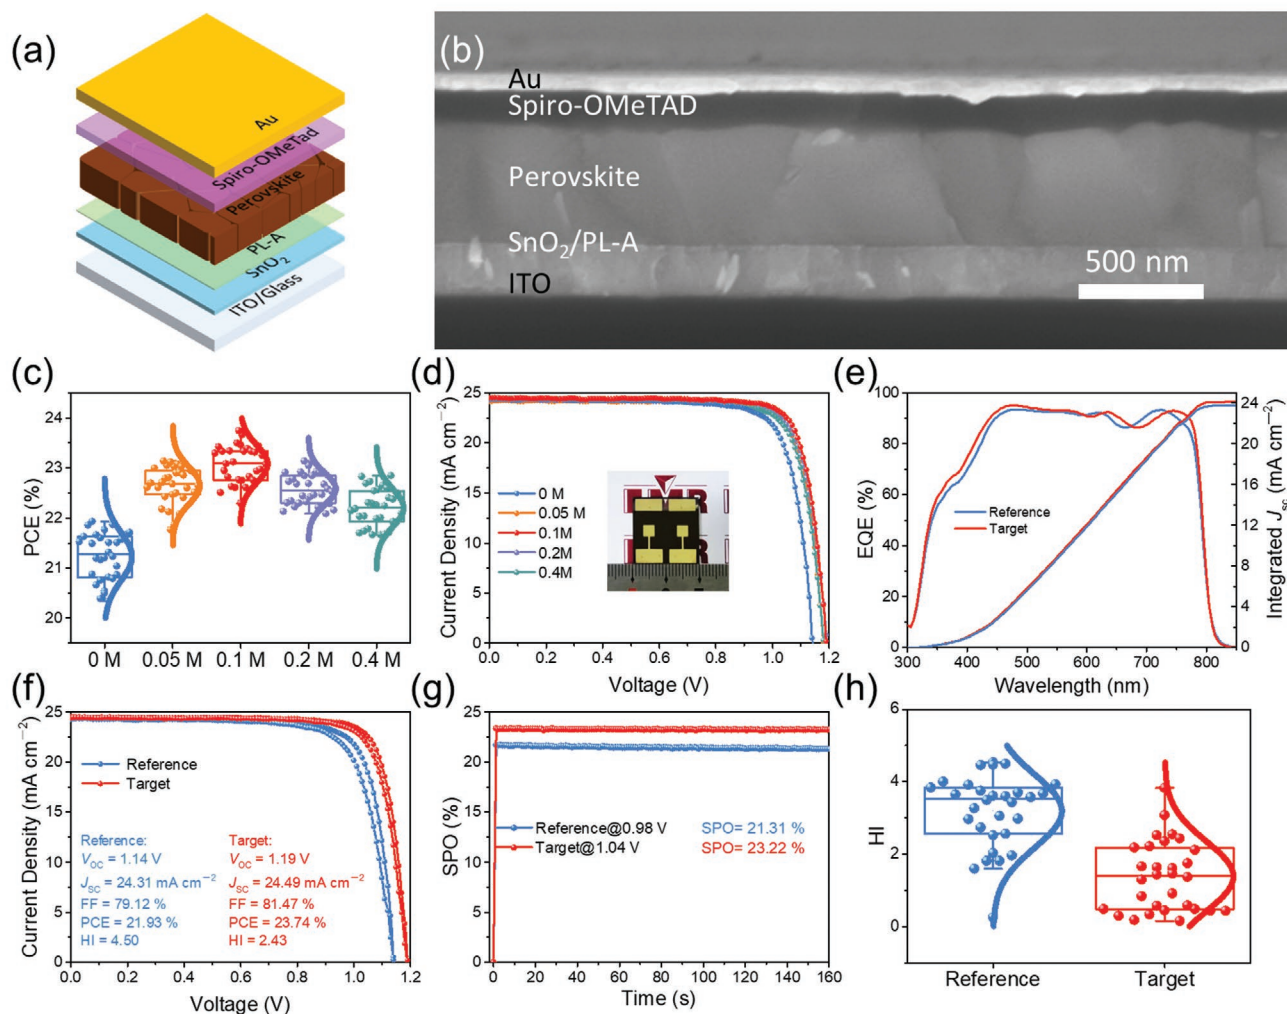 (a)
Au
Spiro-OMeTad
Perovskite
PL-A
SnO₂
ITO/Glass
(b)
Au
Spiro-OMeTAD
Perovskite
SnO₂/PL-A
ITO
500 nm
(c)
PCE (%)
24
23
22
21
20
0 M 0.05 M 0.1 M 0.2 M 0.4 M
(d)
Current Density (mA cm⁻²)
25
20
15
10
5
0
0 M
0.05 M
0.1M
0.2M
0.4M
0.0 0.2 0.4 0.6 0.8 1.0 1.2
Voltage (V)
(e)
EQE (%)
100
80
60
40
20
0
Reference
Target
24
20
16
12
8
4
0
Integrated J_SC (mA cm⁻²)
300 400 500 600 700 800
Wavelength (nm)
(f)
Current Density (mA cm⁻²)
25
20
15
10
5
0
Reference
Target
Reference:
V_OC = 1.14 V
J_SC = 24.31 mA cm⁻²
FF = 79.12 %
PCE = 21.93 %
HI = 4.50
Target:
V_OC = 1.19 V
J_SC = 24.49 mA cm⁻²
FF = 81.47 %
PCE = 23.74 %
HI = 2.43
0.0 0.2 0.4 0.6 0.8 1.0 1.2
Voltage (V)
(g)
SPO (%)
25
20
15
10
5
0
Reference@0.98 V SPO= 21.31 %
Target@1.04 V SPO= 23.22 %
0 20 40 60 80 100 120 140 160
Time (s)
(h)
HI
6
4
2
0
Reference Target